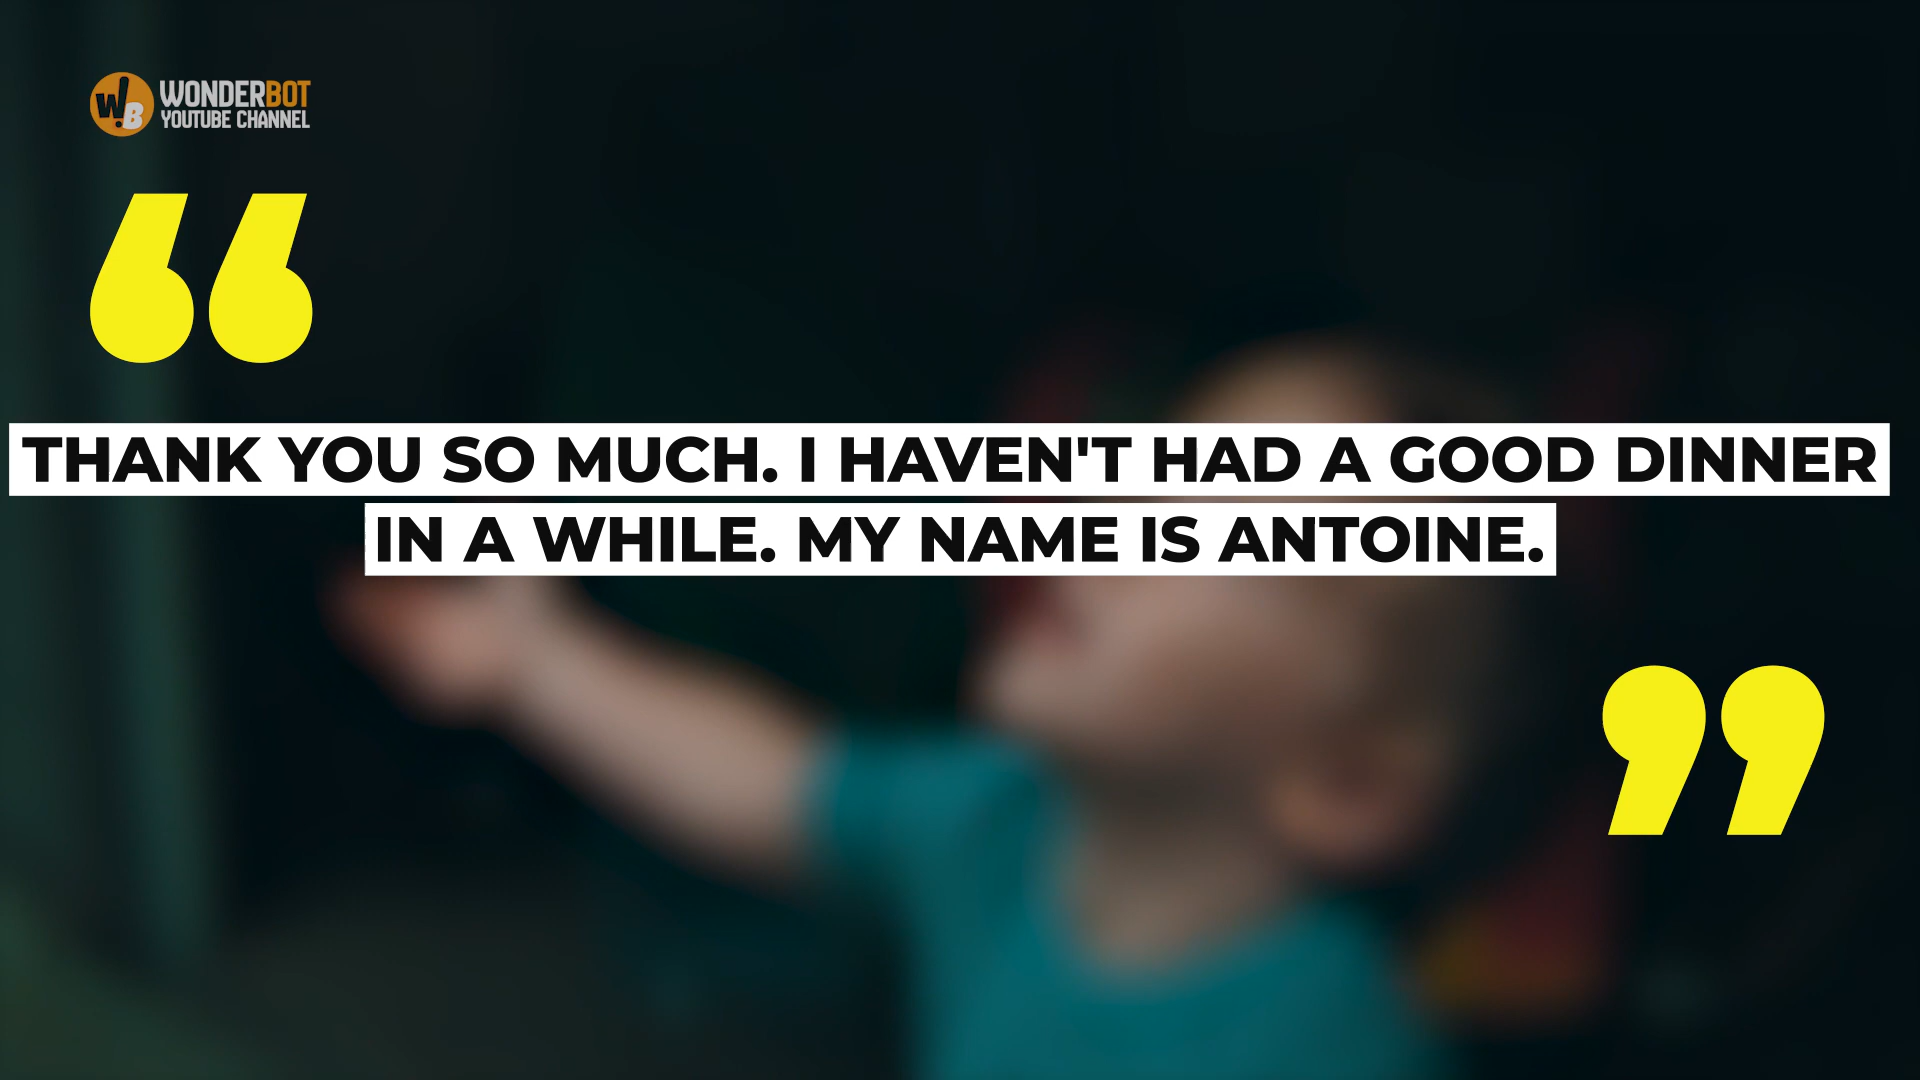 WONDERBOT
YOUTUBE CHANNEL
THANK YOU SO MUCH. I HAVEN'T HAD A GOOD DINNER
IN A WHILE. MY NAME IS ANTOINE.